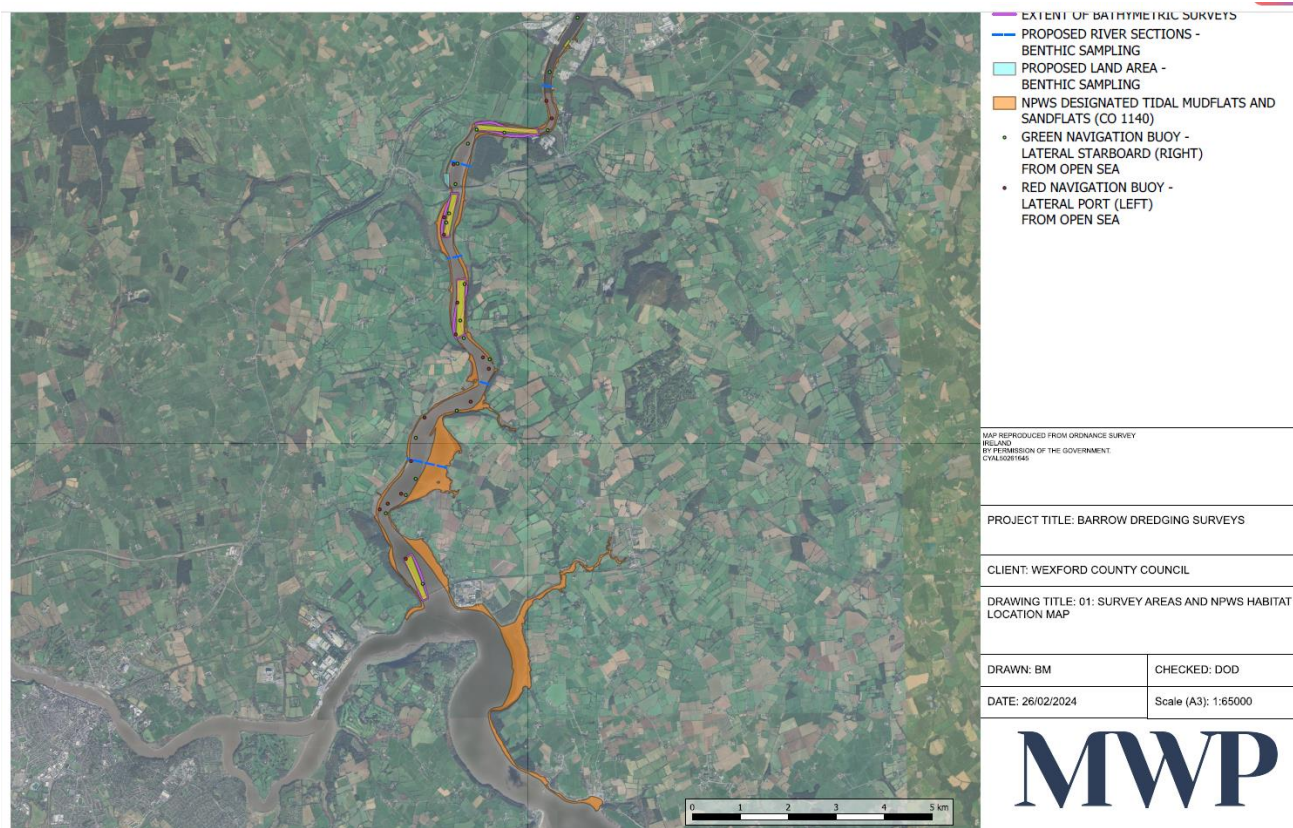 EXTENT OF BATHYMETRIC SURVEYS
PROPOSED RIVER SECTIONS -
BENTHIC SAMPLING
PROPOSED LAND AREA -
BENTHIC SAMPLING
NPWS DESIGNATED TIDAL MUDFLATS AND
SANDFLATS (CO 1140)
GREEN NAVIGATION BUOY -
LATERAL STARBOARD (RIGHT)
FROM OPEN SEA
RED NAVIGATION BUOY -
LATERAL PORT (LEFT)
FROM OPEN SEA
MAP REPRODUCED FROM ORDNANCE SURVEY
IRELAND
BY PERMISSION OF THE GOVERNMENT.
CYAL50261645
PROJECT TITLE: BARROW DREDGING SURVEYS
CLIENT: WEXFORD COUNTY COUNCIL
DRAWING TITLE: 01: SURVEY AREAS AND NPWS HABITAT
LOCATION MAP
DRAWN: BM
CHECKED: DOD
DATE: 26/02/2024
Scale (A3): 1:65000
0 1 2 3 4 5 km
MWP